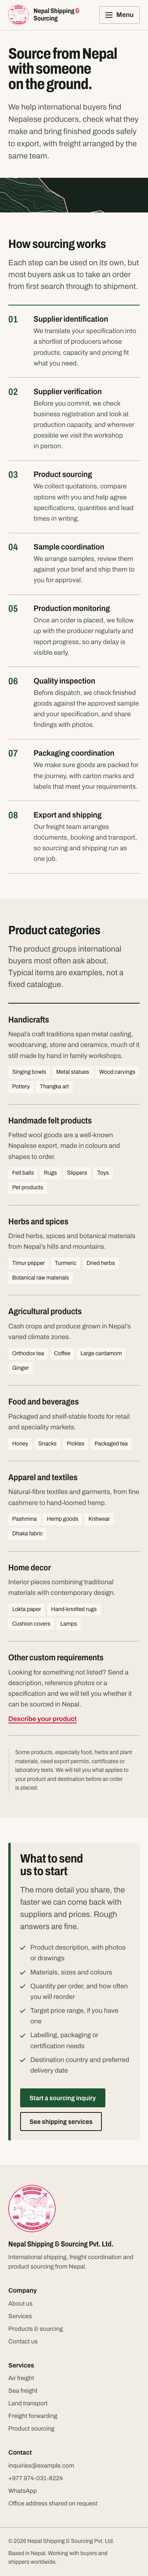 Nepal Shipping &
Sourcing
Menu
Source from Nepal
with someone
on the ground.
We help international buyers find
Nepalese producers, check what they
make and bring finished goods safely
to export, with freight arranged by the
same team.
How sourcing works
Each step can be used on its own, but
most buyers ask us to take an order
from first search through to shipment.
01
Supplier identification
We translate your specification into
a shortlist of producers whose
products, capacity and pricing fit
what you need.
02
Supplier verification
Before you commit, we check
business registration and look at
production capacity, and wherever
possible we visit the workshop
in person.
03
Product sourcing
We collect quotations, compare
options with you and help agree
specifications, quantities and lead
times in writing.
04
Sample coordination
We arrange samples, review them
against your brief and ship them to
you for approval.
05
Production monitoring
Once an order is placed, we follow
up with the producer regularly and
report progress, so any delay is
visible early.
06
Quality inspection
Before dispatch, we check finished
goods against the approved sample
and your specification, and share
findings with photos.
07
Packaging coordination
We make sure goods are packed for
the journey, with carton marks and
labels that meet your requirements.
08
Export and shipping
Our freight team arranges
documents, booking and transport,
so sourcing and shipping run as
one job.
Product categories
The product groups international
buyers most often ask about.
Typical items are examples, not a
fixed catalogue.
Handicrafts
Nepal's craft traditions span metal casting,
woodcarving, stone and ceramics, much of it
still made by hand in family workshops.
Singing bowls
Metal statues
Wood carvings
Pottery
Thangka art
Handmade felt products
Felted wool goods are a well-known
Nepalese export, made in colours and
shapes to order.
Felt balls
Rugs
Slippers
Toys
Pet products
Herbs and spices
Dried herbs, spices and botanical materials
from Nepal's hills and mountains.
Timur pepper
Turmeric
Dried herbs
Botanical raw materials
Agricultural products
Cash crops and produce grown in Nepal's
varied climate zones.
Orthodox tea
Coffee
Large cardamom
Ginger
Food and beverages
Packaged and shelf-stable foods for retail
and speciality markets.
Honey
Snacks
Pickles
Packaged tea
Apparel and textiles
Natural-fibre textiles and garments, from fine
cashmere to hand-loomed hemp.
Pashmina
Hemp goods
Knitwear
Dhaka fabric
Home decor
Interior pieces combining traditional
materials with contemporary design.
Lokta paper
Hand-knotted rugs
Cushion covers
Lamps
Other custom requirements
Looking for something not listed? Send a
description, reference photos or a
specification and we will tell you whether it
can be sourced in Nepal.
Describe your product
Some products, especially food, herbs and plant
materials, need export permits, certificates or
laboratory tests. We will tell you what applies to
your product and destination before an order
is placed.
What to send
us to start
The more detail you share, the
faster we can come back with
suppliers and prices. Rough
answers are fine.
Product description, with photos
or drawings
Materials, sizes and colours
Quantity per order, and how often
you will reorder
Target price range, if you have
one
Labelling, packaging or
certification needs
Destination country and preferred
delivery date
Start a sourcing inquiry
See shipping services
Nepal Shipping & Sourcing Pvt. Ltd.
International shipping, freight coordination and
product sourcing from Nepal.
Company
About us
Services
Products & sourcing
Contact us
Services
Air freight
Sea freight
Land transport
Freight forwarding
Product sourcing
Contact
inquiries@example.com
+977 974-031-8224
WhatsApp
Office address shared on request
© 2026 Nepal Shipping & Sourcing Pvt. Ltd.
Based in Nepal. Working with buyers and
shippers worldwide.